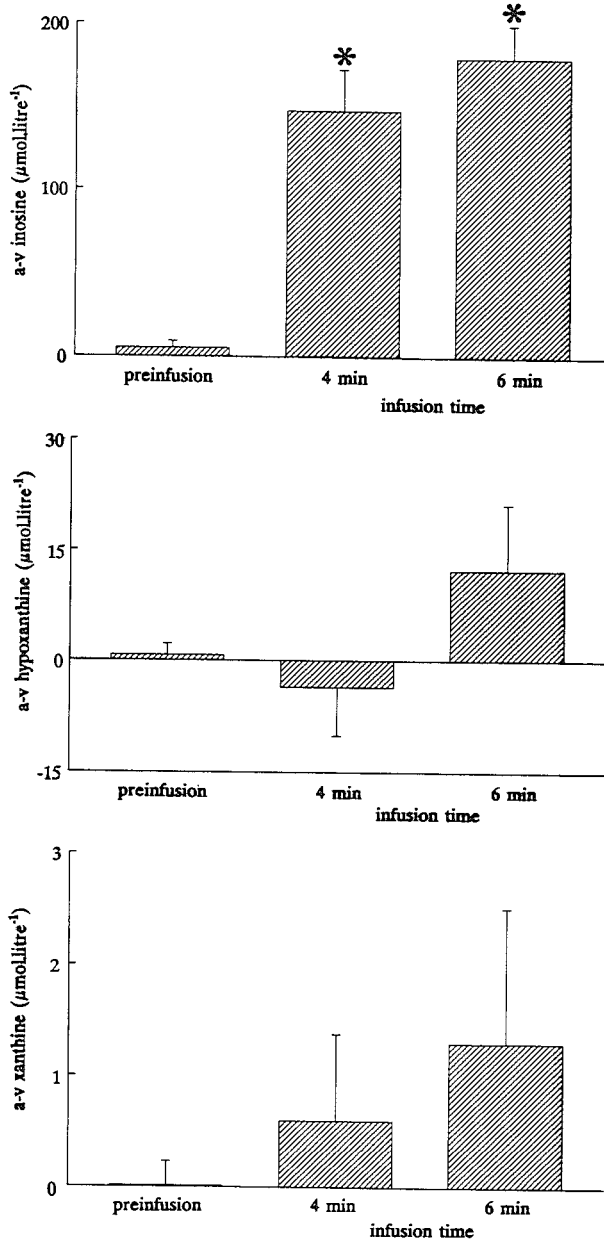 200
100
0
a-v inosine (µmol.litre⁻¹)
*
*
preinfusion 4 min 6 min
infusion time
30
15
0
-15
a-v hypoxanthine (µmol.litre⁻¹)
preinfusion 4 min 6 min
infusion time
3
2
1
0
a-v xanthine (µmol.litre⁻¹)
preinfusion 4 min 6 min
infusion time